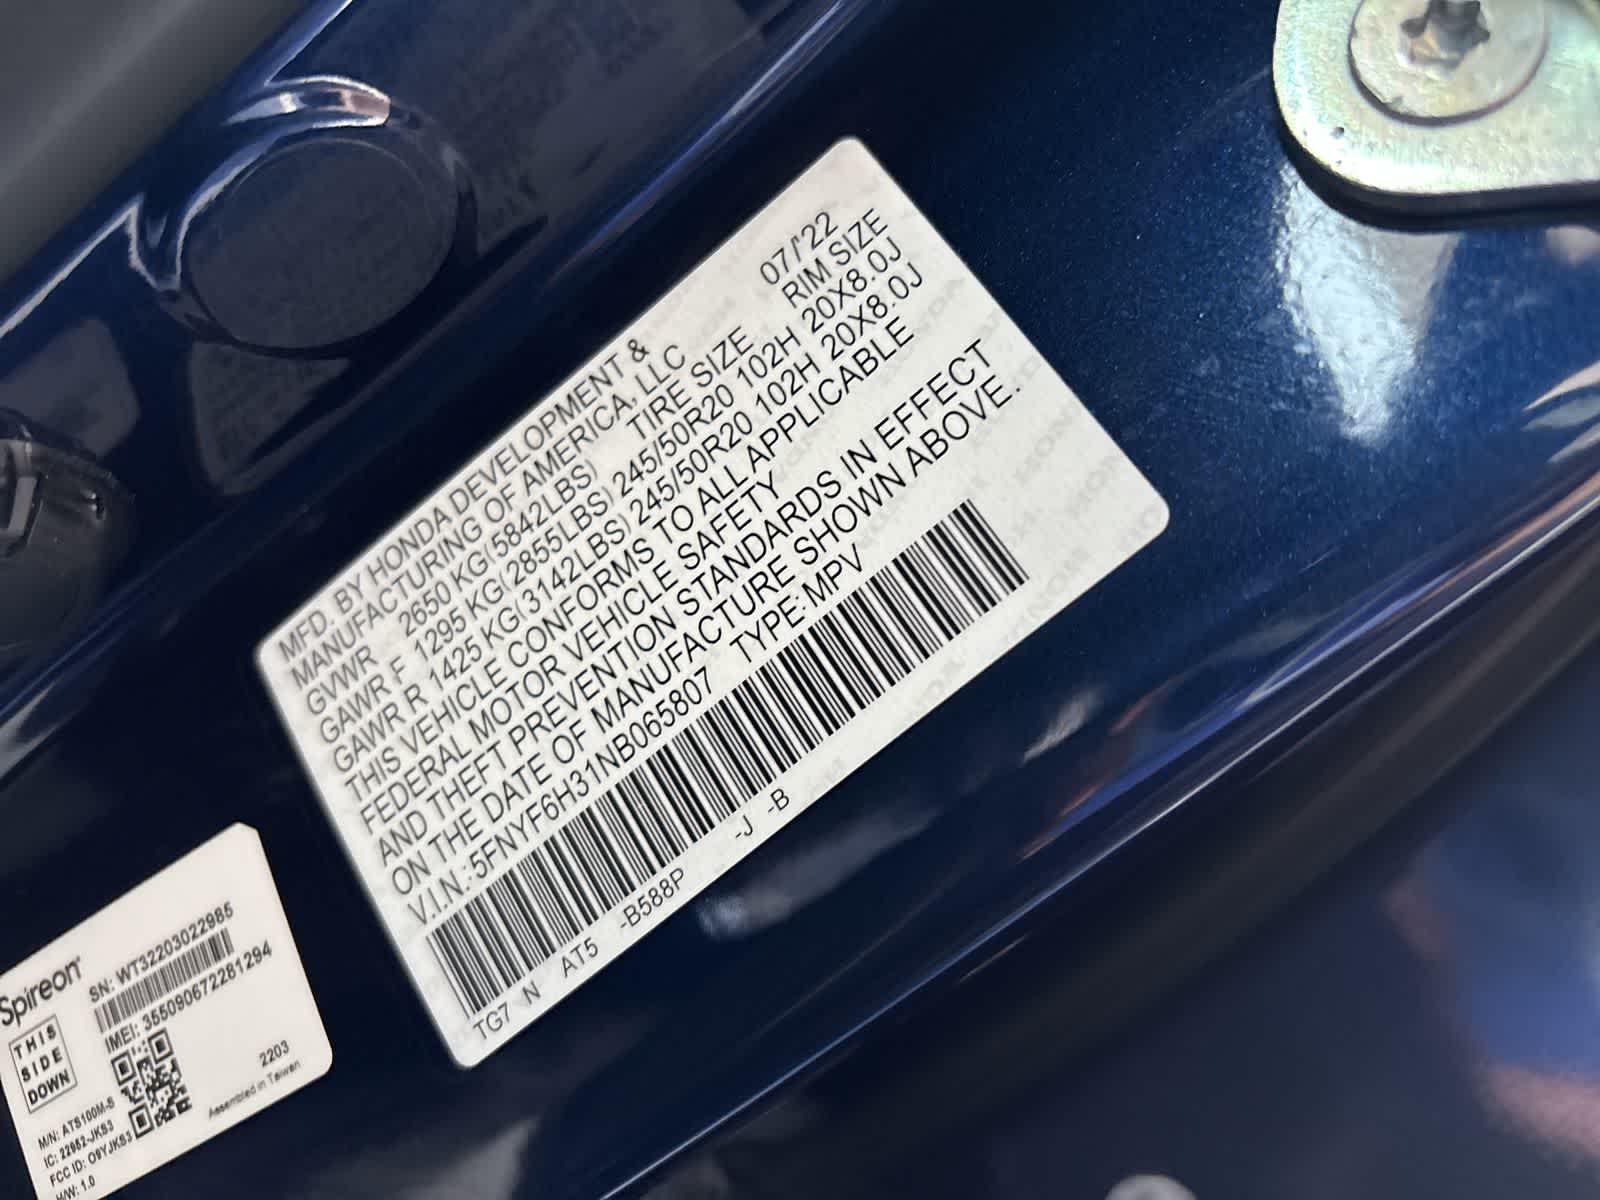 MFD. BY HONDA DEVELOPMENT &
MANUFACTURING OF AMERICA, LLC 07/'22
GVWR 2650 KG(5842LBS) TIRE SIZE RIM SIZE
GAWR F 1295 KG(2855LBS) 245/50R20 102H 20X8.0J
GAWR R 1425 KG(3142LBS) 245/50R20 102H 20X8.0J
THIS VEHICLE CONFORMS TO ALL APPLICABLE
FEDERAL MOTOR VEHICLE SAFETY
AND THEFT PREVENTION STANDARDS IN EFFECT
ON THE DATE OF MANUFACTURE SHOWN ABOVE.
V.I.N.: 5FNYF6H31NB065807 TYPE: MPV
TG7 N AT5 -B588P -J -B
Spireon
SN: WT32203022985
IMEI: 355090672281294
THIS
SIDE
DOWN
2203
Assembled in Taiwan
M/N: ATS100M-S
IC: 22952-JKS3
FCC ID: O9YJKS3
H/W: 1.0